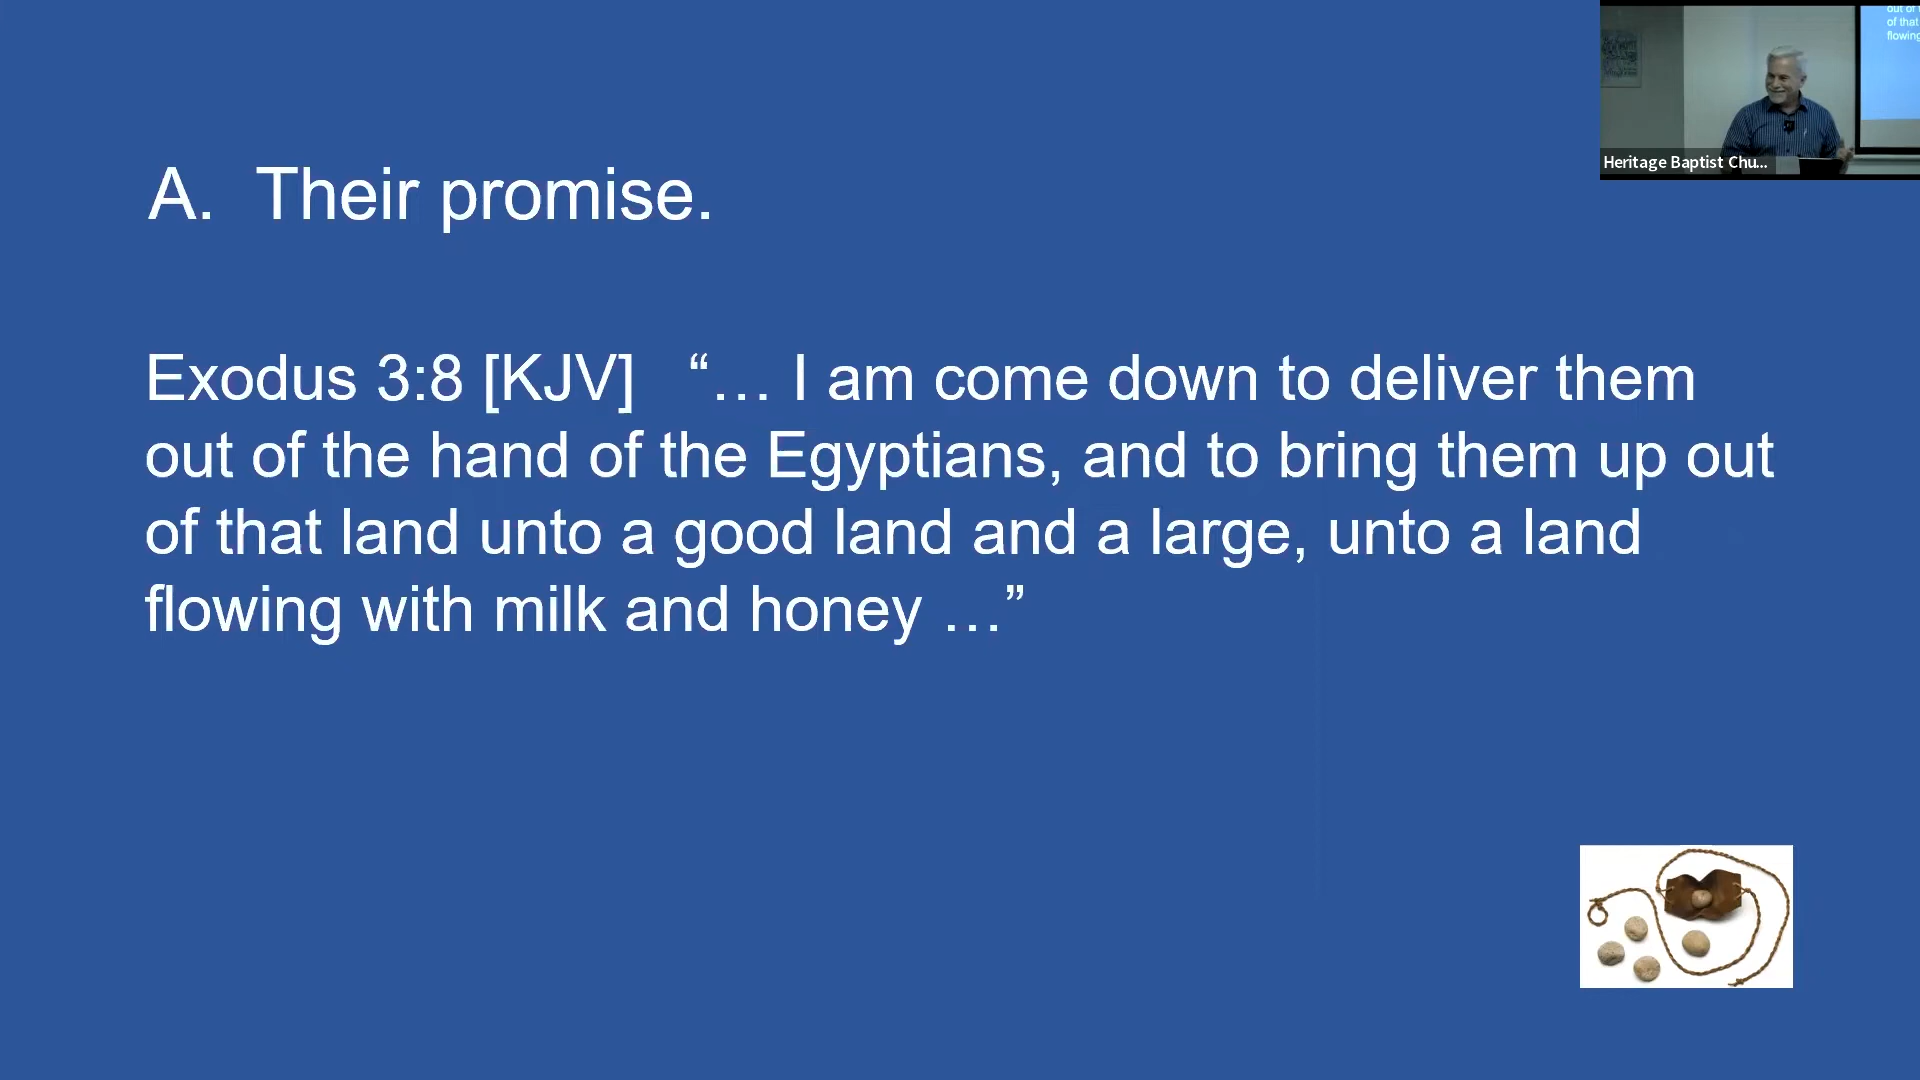 A. Their promise.
Exodus 3:8 [KJV] “… I am come down to deliver them
out of the hand of the Egyptians, and to bring them up out
of that land unto a good land and a large, unto a land
flowing with milk and honey …”
out of
of that
flowing
Heritage Baptist Chu...